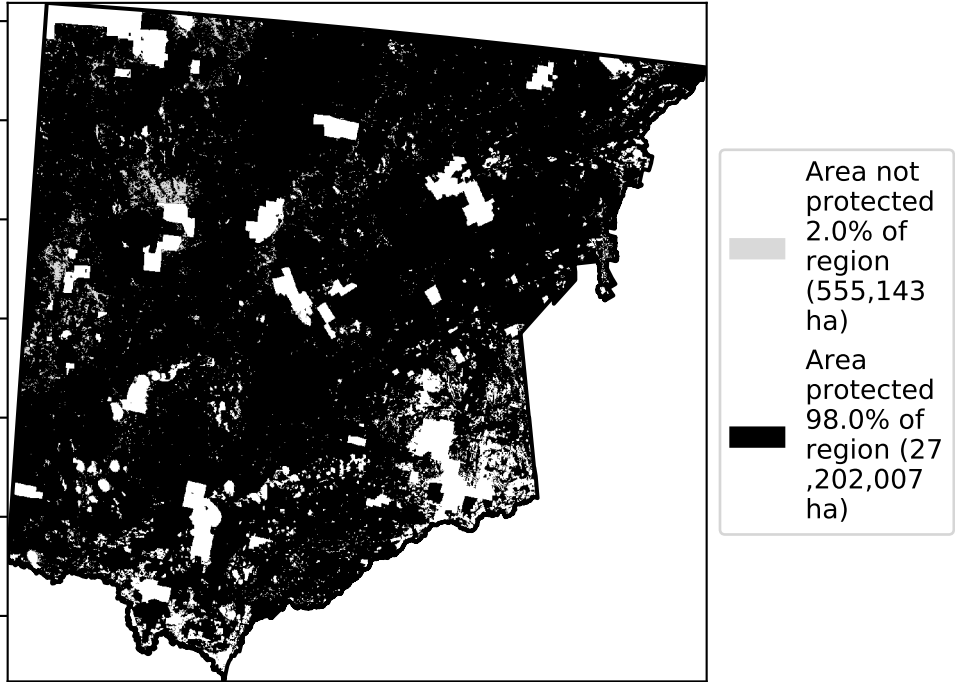 Area not
protected
2.0% of
region
(555,143
ha)
Area
protected
98.0% of
region (27
,202,007
ha)